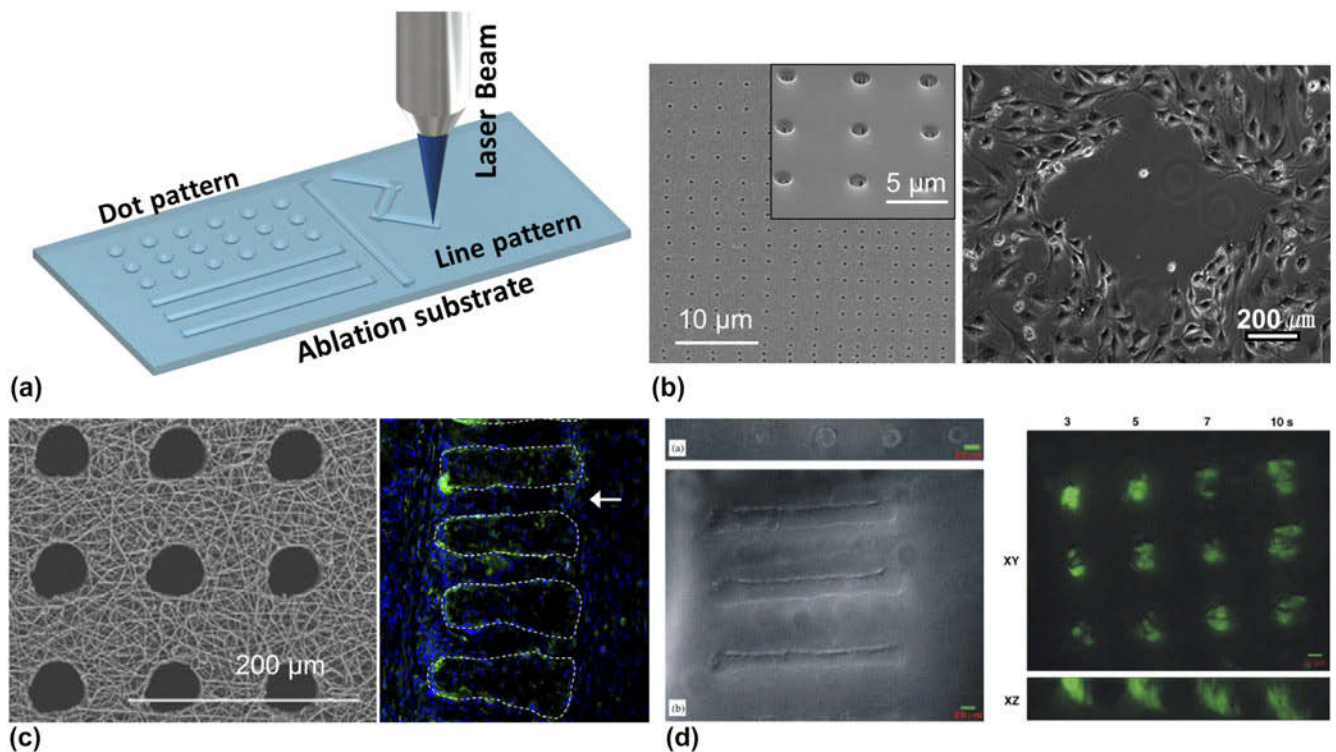 Laser Beam
Dot pattern
Line pattern
Ablation substrate
(a)
5 µm
10 µm
200 µm
(b)
200 µm
(c)
(a)
(b)
3 5 7 10 s
XY
XZ
(d)